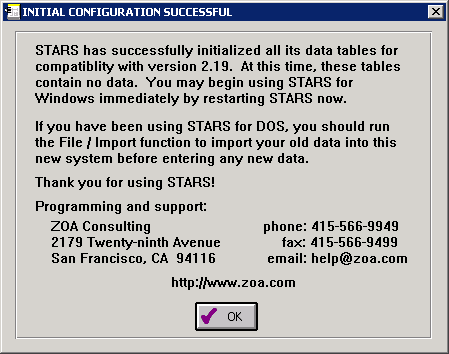 INITIAL CONFIGURATION SUCCESSFUL
STARS has successfully initialized all its data tables for
compatiblity with version 2.19.  At this time, these tables
contain no data.  You may begin using STARS for
Windows immediately by restarting STARS now.
If you have been using STARS for DOS, you should run
the File / Import function to import your old data into this
new system before entering any new data.
Thank you for using STARS!
Programming and support:
ZOA Consulting phone: 415-566-9949
2179 Twenty-ninth Avenue fax: 415-566-9499
San Francisco, CA  94116 email: help@zoa.com
http://www.zoa.com
OK